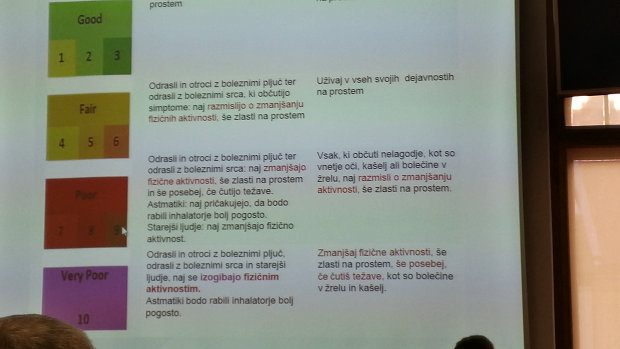 prostem
na prostem
Good
1 2 3
Odrasli in otroci z boleznimi pljuč ter
odrasli z boleznimi srca, ki občutijo
simptome: naj razmislijo o zmanjšanju
fizičnih aktivnosti, še zlasti na prostem
Uživaj v vseh svojih dejavnostih
na prostem
Fair
4 5 6
Odrasli in otroci z boleznimi pljuč ter
odrasli z boleznimi srca: naj zmanjšajo
fizične aktivnosti, še zlasti na prostem
in še posebej, če čutijo težave.
Astmatiki: naj pričakujejo, da bodo
rabili inhalatorje bolj pogosto.
Starejši ljudje: naj zmanjšajo fizično
aktivnost.
Vsak, ki občuti nelagodje, kot so
vnetje oči, kašelj ali bolečine v
žrelu, naj razmisli o zmanjšanju
aktivnosti, še zlasti na prostem.
Poor
7 8 9
Odrasli in otroci z boleznimi pljuč,
odrasli z boleznimi srca in starejši
ljudje, naj se izogibajo fizičnim
aktivnostim.
Astmatiki bodo rabili inhalatorje bolj
pogosto.
Zmanjšaj fizične aktivnosti, še
zlasti na prostem, še posebej,
če čutiš težave, kot so bolečine
v žrelu in kašelj.
Very Poor
10